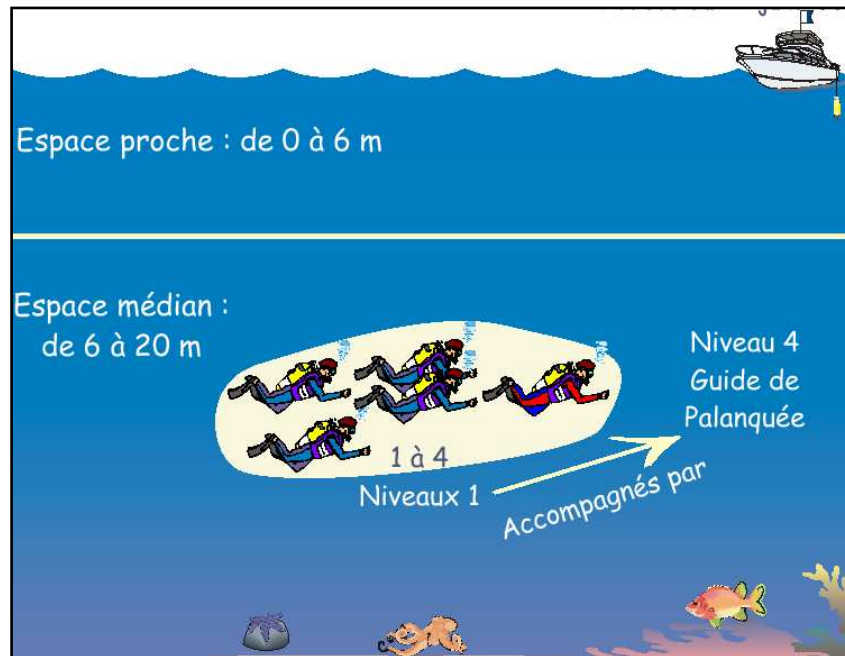 Espace proche : de 0 à 6 m
Espace médian :
de 6 à 20 m
Niveau 4
Guide de
Palanquée
1 à 4
Niveaux 1
Accompagnés par